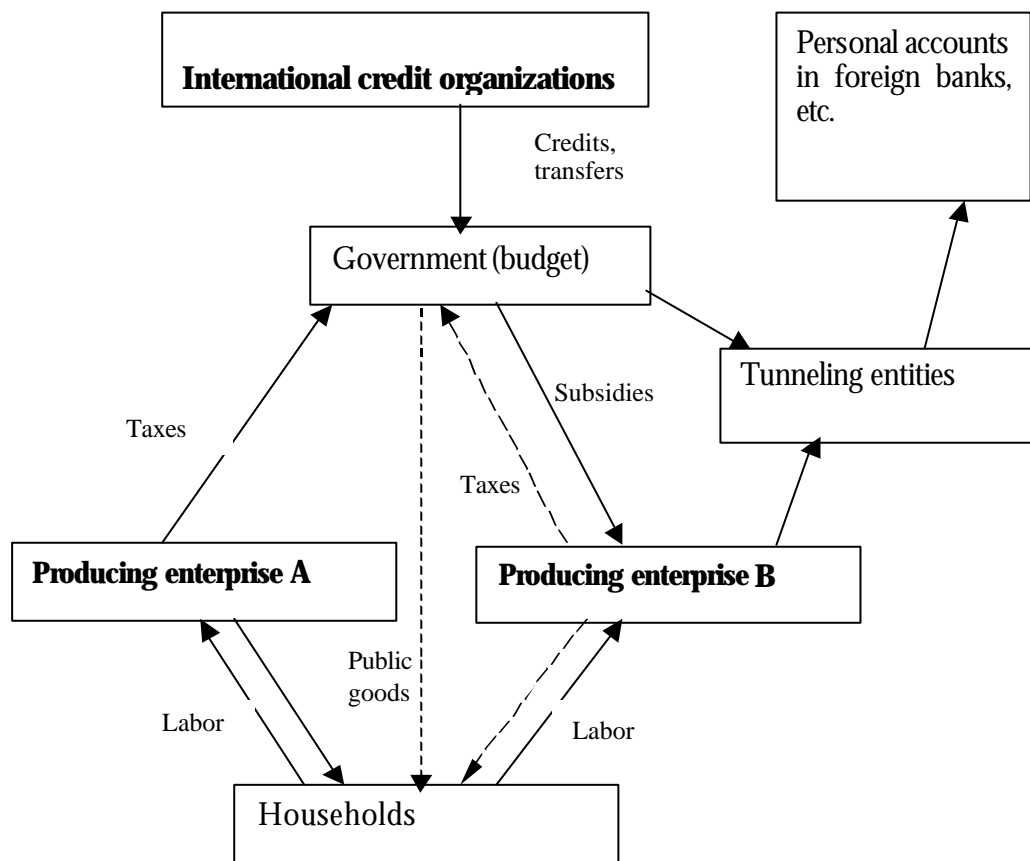 International credit organizations
Personal accounts
in foreign banks,
etc.
Credits,
transfers
Government (budget)
Tunneling entities
Subsidies
Taxes
Taxes
Producing enterprise A
Producing enterprise B
Public
goods
Labor
Labor
Households